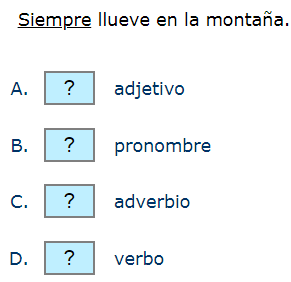 Siempre llueve en la montaña.
A. ? adjetivo
B. ? pronombre
C. ? adverbio
D. ? verbo